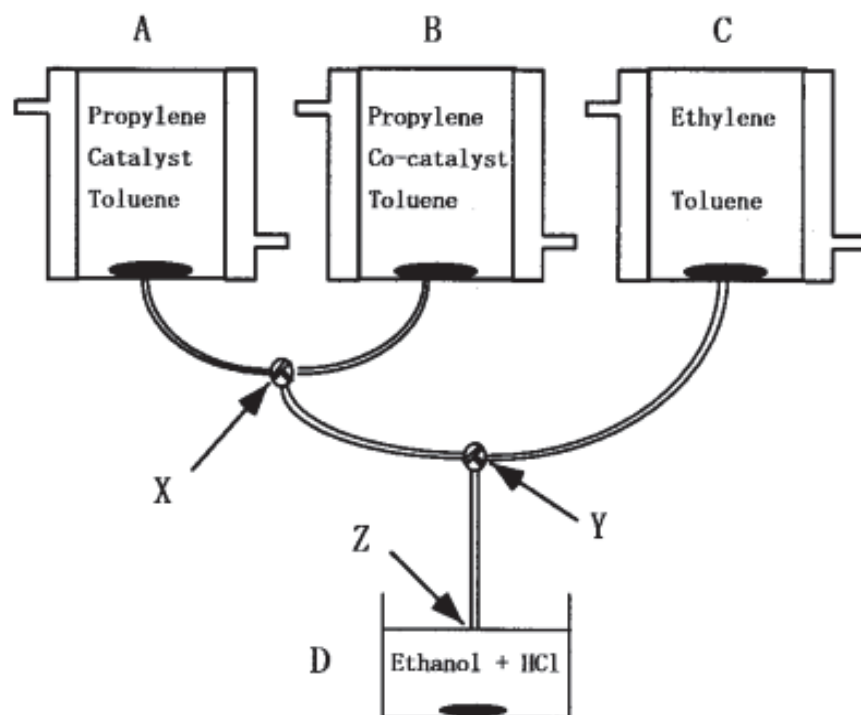 A
B
C
Propylene
Catalyst
Toluene
Propylene
Co-catalyst
Toluene
Ethylene
Toluene
X
Y
Z
D
Ethanol + HCl